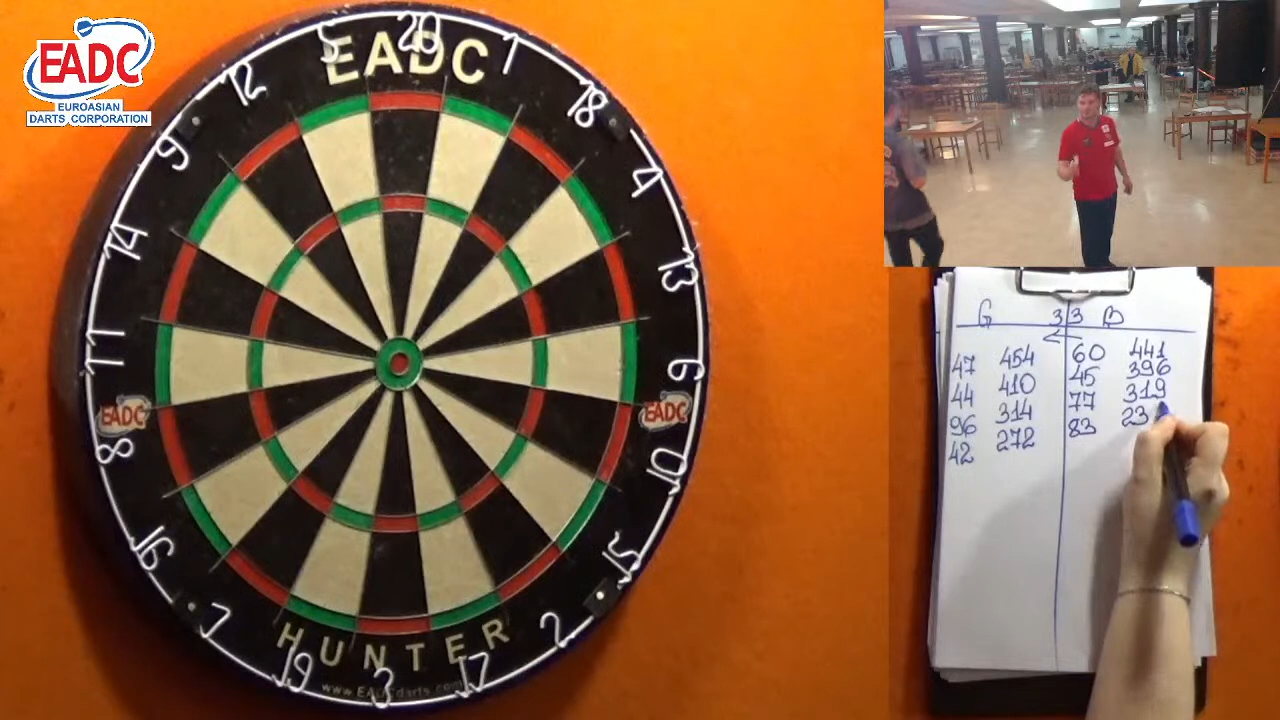 EADC
EUROASIAN
DARTS CORPORATION
5 20 1
12 18
9 4
14 13
11 6
8 10
16 15
7 2
19 3 17
EADC
EADC
EADC
HUNTER
G 3 3 B
47 454 60 441
44 410 45 396
96 314 77 319
42 272 83 23